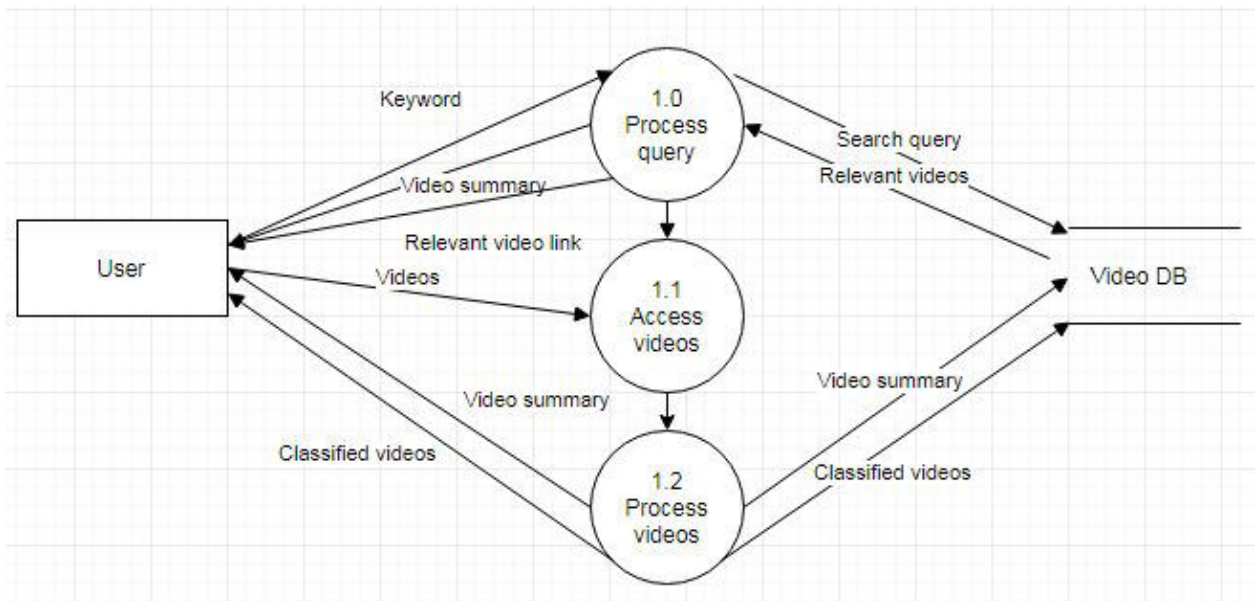 Keyword
1.0
Process
query
Search query
Relevant videos
Video summary
Relevant video link
User
Videos
1.1
Access
videos
Video DB
Video summary
Video summary
Classified videos
Classified videos
1.2
Process
videos